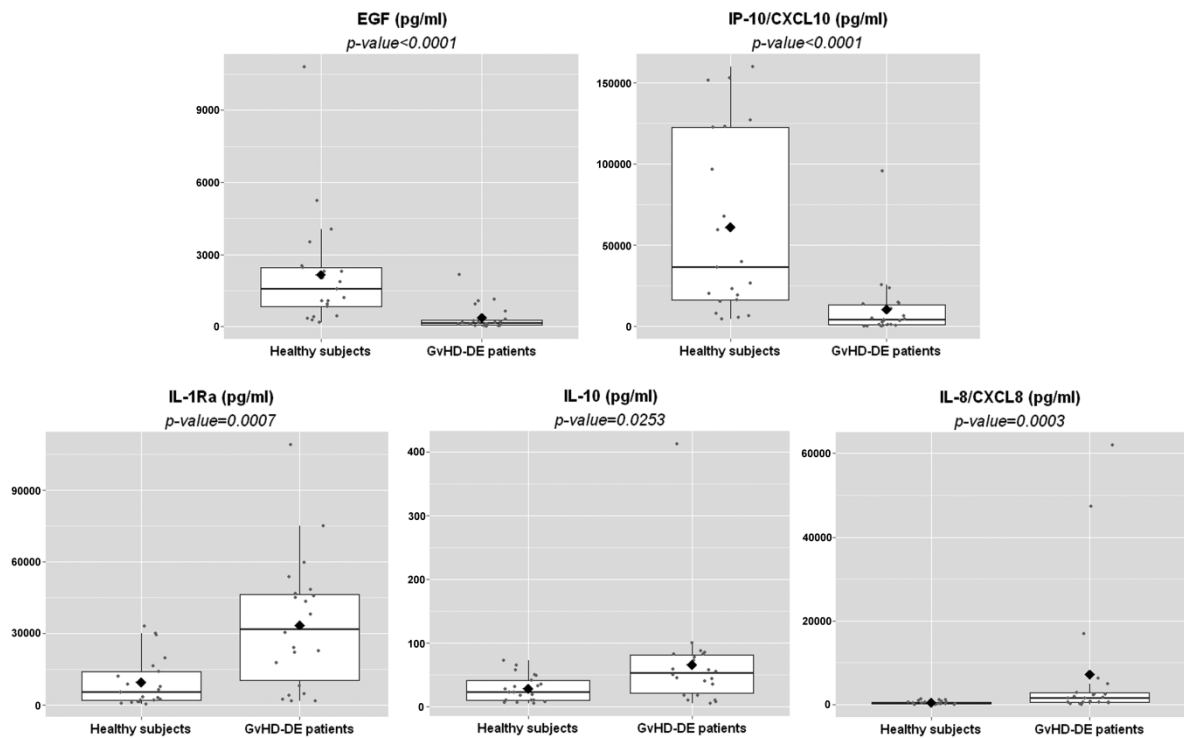 EGF (pg/ml)
p-value<0.0001
9000
6000
3000
0
Healthy subjects
GvHD-DE patients
IP-10/CXCL10 (pg/ml)
p-value<0.0001
150000
100000
50000
0
Healthy subjects
GvHD-DE patients
IL-1Ra (pg/ml)
p-value=0.0007
90000
60000
30000
0
Healthy subjects
GvHD-DE patients
IL-10 (pg/ml)
p-value=0.0253
400
300
200
100
0
Healthy subjects
GvHD-DE patients
IL-8/CXCL8 (pg/ml)
p-value=0.0003
60000
40000
20000
0
Healthy subjects
GvHD-DE patients